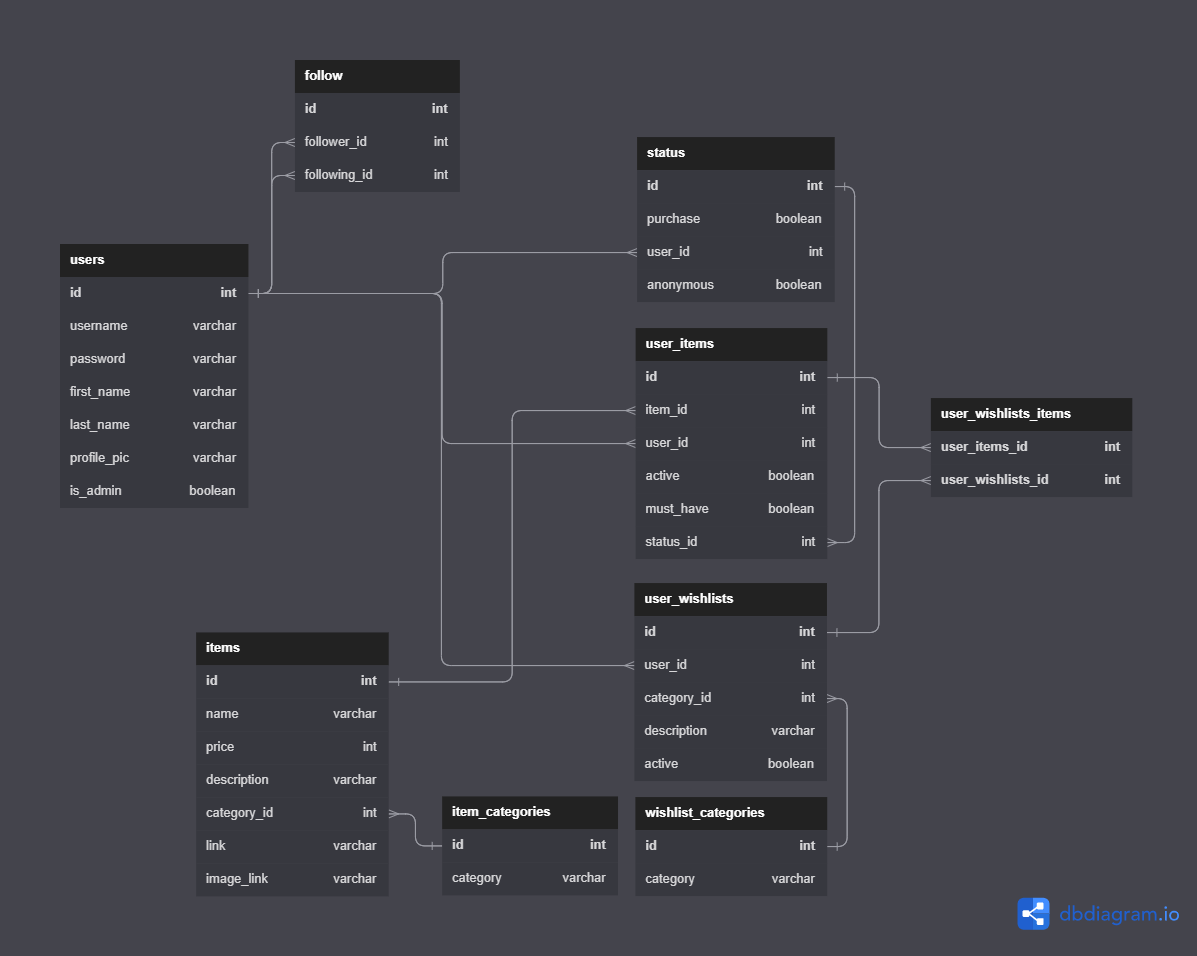 follow
id int
follower_id int
following_id int
status
id int
purchase boolean
user_id int
anonymous boolean
users
id int
username varchar
password varchar
first_name varchar
last_name varchar
profile_pic varchar
is_admin boolean
user_items
id int
item_id int
user_id int
active boolean
must_have boolean
status_id int
user_wishlists_items
user_items_id int
user_wishlists_id int
user_wishlists
id int
user_id int
category_id int
description varchar
active boolean
items
id int
name varchar
price int
description varchar
category_id int
link varchar
image_link varchar
item_categories
id int
category varchar
wishlist_categories
id int
category varchar
dbdiagram.io